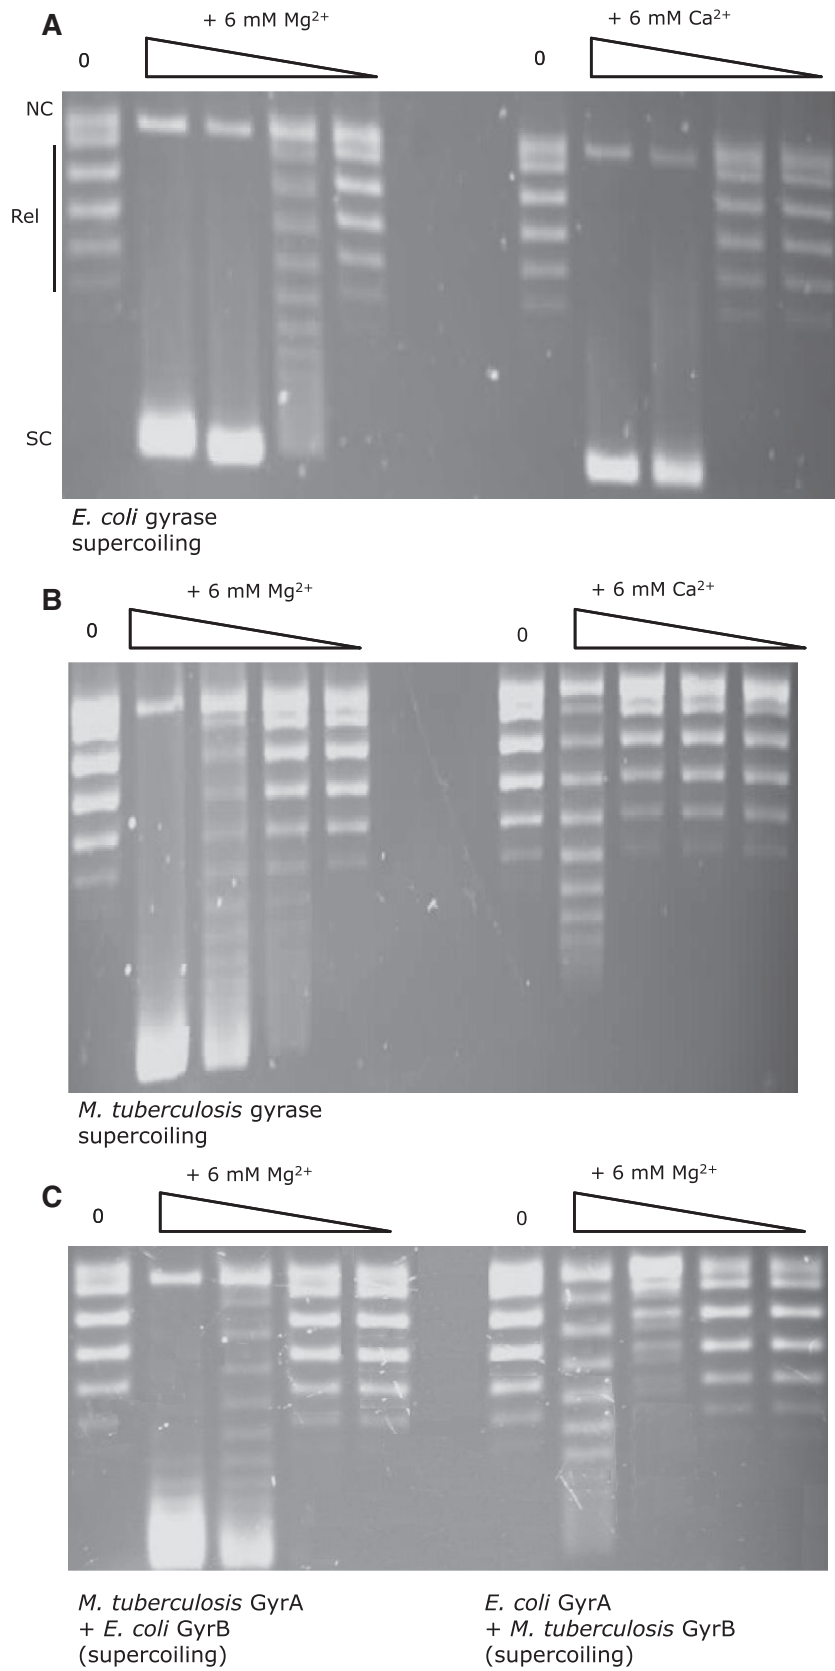 A
+ 6 mM Mg²⁺
+ 6 mM Ca²⁺
0
0
NC
Rel
SC
E. coli gyrase
supercoiling
B
+ 6 mM Mg²⁺
+ 6 mM Ca²⁺
0
0
M. tuberculosis gyrase
supercoiling
C
+ 6 mM Mg²⁺
+ 6 mM Mg²⁺
0
0
M. tuberculosis GyrA
+ E. coli GyrB
(supercoiling)
E. coli GyrA
+ M. tuberculosis GyrB
(supercoiling)